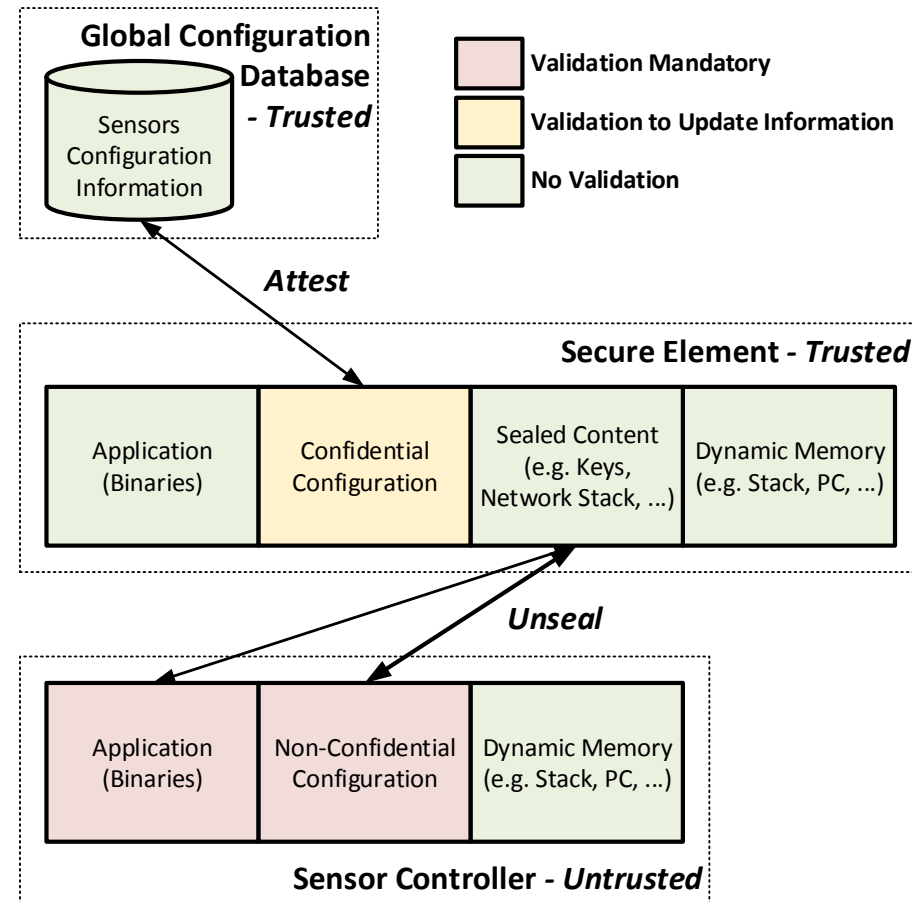 Global Configuration
Database
- Trusted
Sensors
Configuration
Information
Validation Mandatory
Validation to Update Information
No Validation
Attest
Secure Element - Trusted
Application
(Binaries)
Confidential
Configuration
Sealed Content
(e.g. Keys,
Network Stack, ...)
Dynamic Memory
(e.g. Stack, PC, ...)
Unseal
Application
(Binaries)
Non-Confidential
Configuration
Dynamic Memory
(e.g. Stack, PC, ...)
Sensor Controller - Untrusted